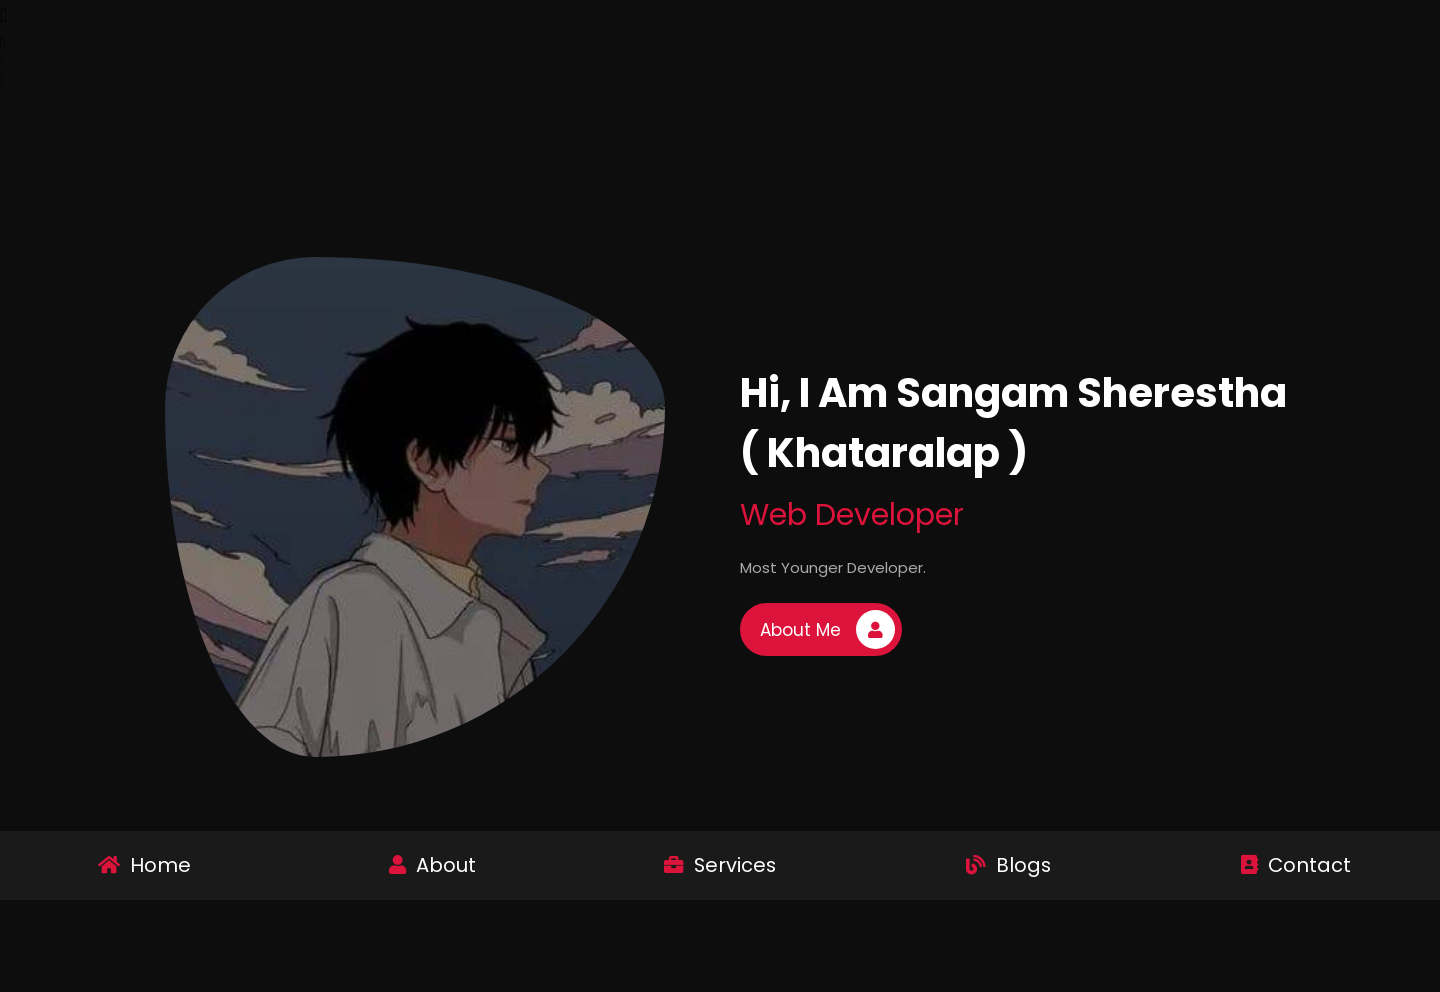 Hi, I Am Sangam Sherestha
( Khataralap )
Web Developer
Most Younger Developer.
About Me
Home
About
Services
Blogs
Contact